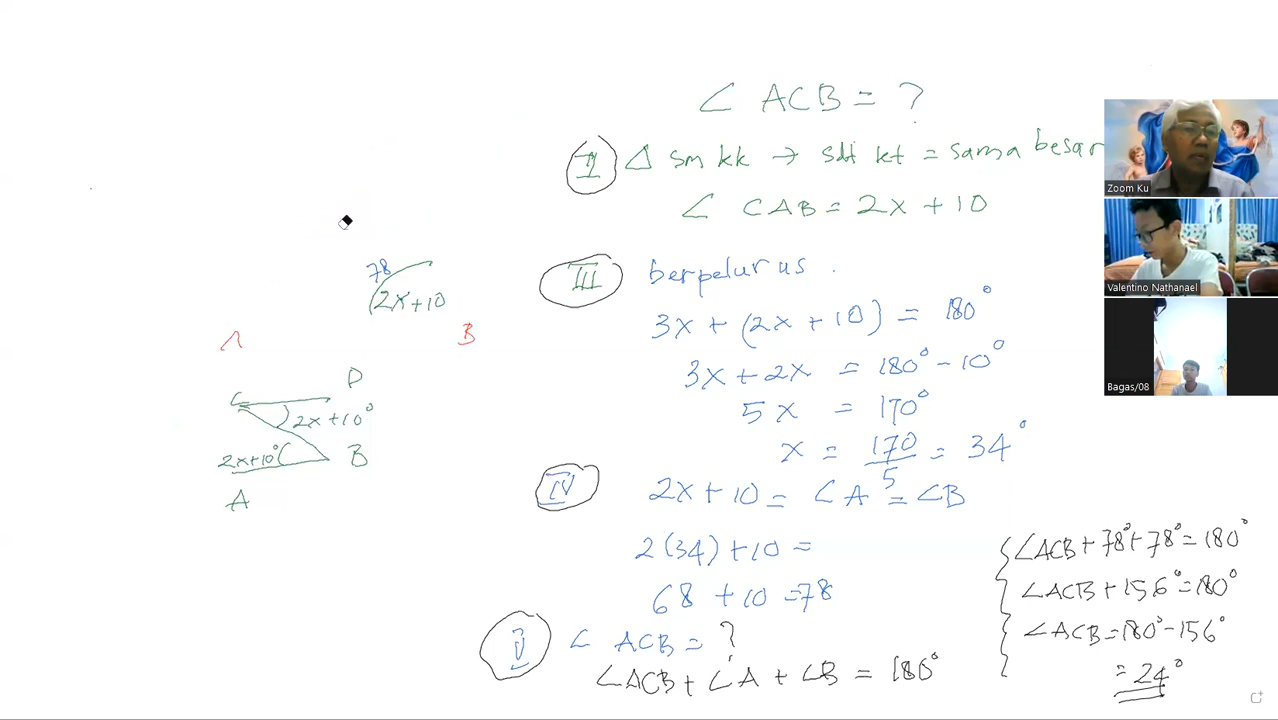 ∠ ACB = ?
II △ sm kk → sdt kt = sama besar
∠ CAB = 2x + 10
III berpelurus
3x + (2x + 10) = 180°
3x + 2x = 180° - 10°
5x = 170°
x = 170/5 = 34°
IV 2x + 10 = ∠A = ∠B
2(34) + 10 =
68 + 10 = 78
V ∠ ACB = ?
∠ACB + ∠A + ∠B = 180°
∠ACB + 78° + 78° = 180°
∠ACB + 156° = 180°
∠ACB = 180° - 156°
= 24°
78
2x + 10
A B
C D
2x + 10°
2x + 10° B
A
Zoom Ku
Valentino Nathanael
Bagas/08